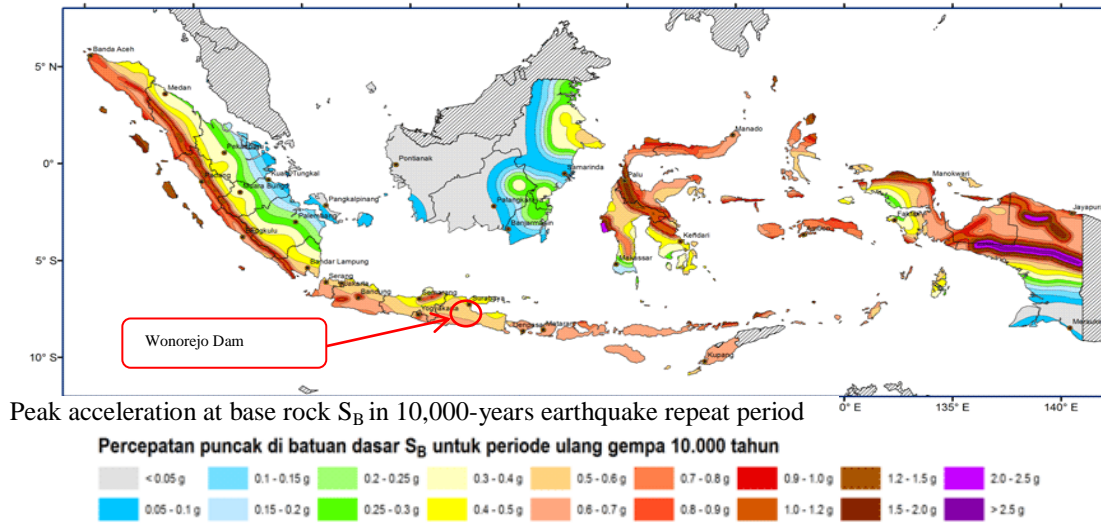 Banda Aceh
5° N
Medan
Manado
Pekanbaru
0°
Pontianak
Samarinda
Manokwari
Kuala Tungkal
Palu
Padang
Muara Bungo
Pangkalpinang
Palangkaraya
Jayapura
Palembang
Fakfak
Bengkulu
Banjarmasin
Kendari
Ambon
5° S
Bandar Lampung
Makassar
Serang
Jakarta
Semarang
Surabaya
Bandung
Yogyakarta
Denpasar
Mataram
Merauke
Wonorejo Dam
10° S
Kupang
0° E
135° E
140° E
Peak acceleration at base rock SB in 10,000-years earthquake repeat period
Percepatan puncak di batuan dasar SB untuk periode ulang gempa 10.000 tahun
< 0.05 g 0.1 - 0.15 g 0.2 - 0.25 g 0.3 - 0.4 g 0.5 - 0.6 g 0.7 - 0.8 g 0.9 - 1.0 g 1.2 - 1.5 g 2.0 - 2.5 g
0.05 - 0.1 g 0.15 - 0.2 g 0.25 - 0.3 g 0.4 - 0.5 g 0.6 - 0.7 g 0.8 - 0.9 g 1.0 - 1.2 g 1.5 - 2.0 g > 2.5 g